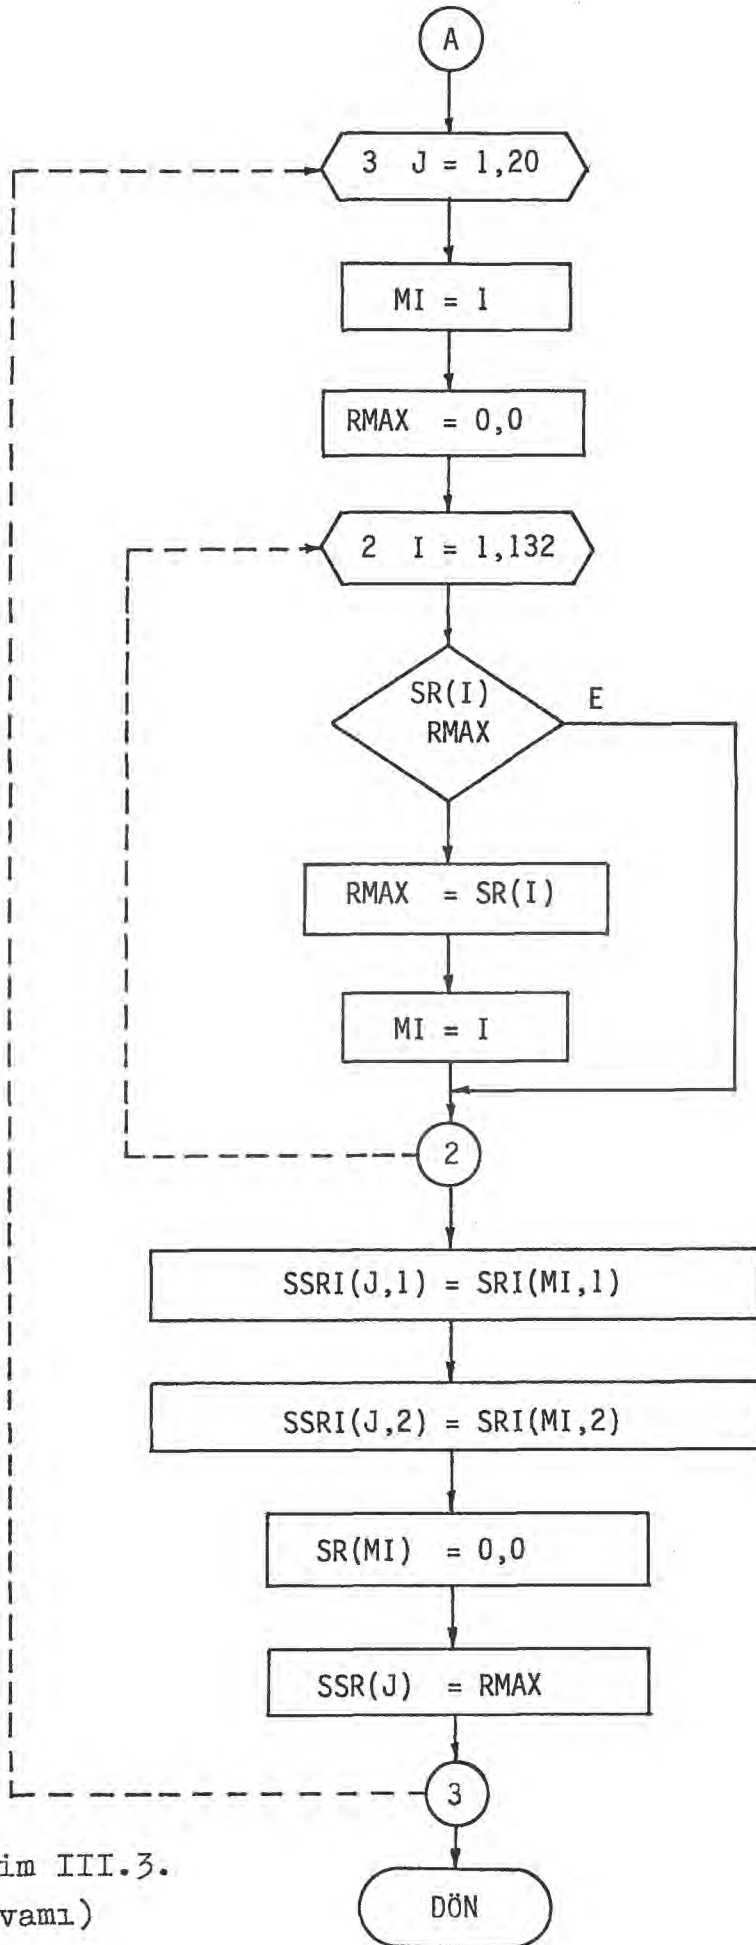 A
3 J = 1,20
MI = 1
RMAX = 0,0
2 I = 1,132
SR(I)
RMAX
E
RMAX = SR(I)
MI = I
2
SSRI(J,1) = SRI(MI,1)
SSRI(J,2) = SRI(MI,2)
SR(MI) = 0,0
SSR(J) = RMAX
3
im III.3.
vamı)
DÖN